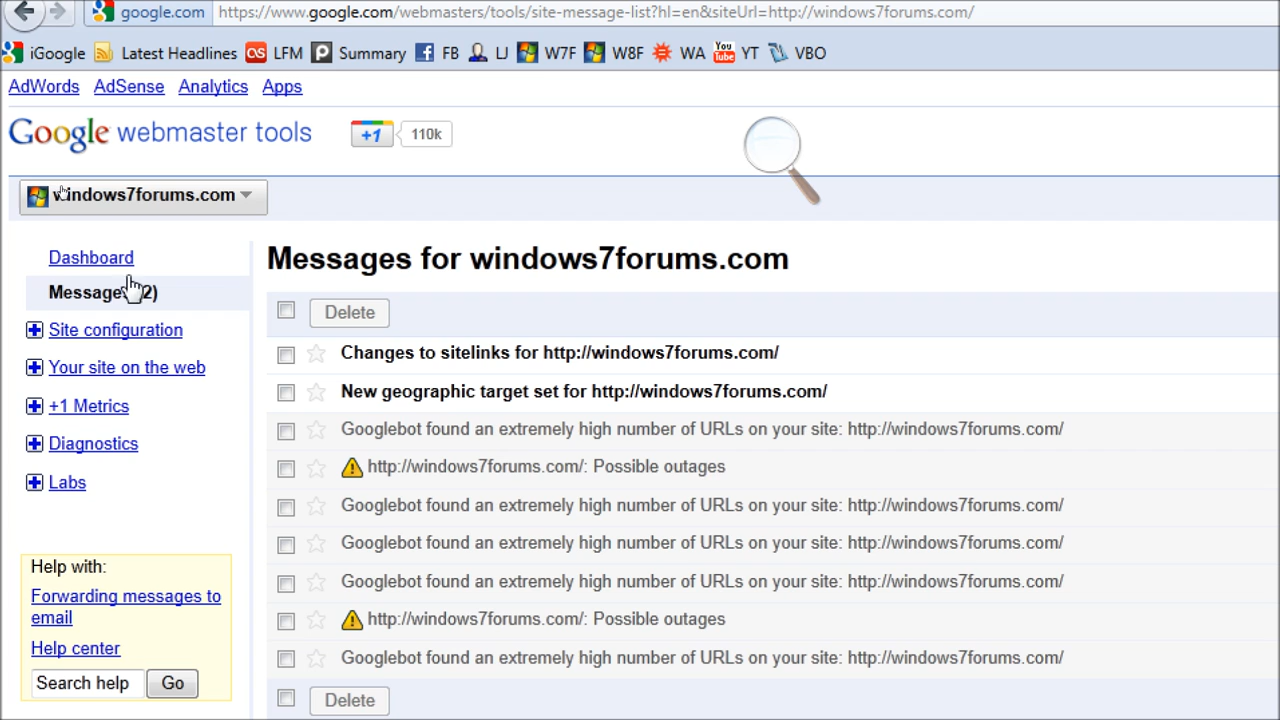 google.com https://www.google.com/webmasters/tools/site-message-list?hl=en&siteUrl=http://windows7forums.com/
iGoogle Latest Headlines LFM Summary FB LJ W7F W8F WA YT VBO
AdWords AdSense Analytics Apps
Google webmaster tools +1 110k
windows7forums.com
Dashboard
Messages (2)
Site configuration
Your site on the web
+1 Metrics
Diagnostics
Labs
Help with:
Forwarding messages to
email
Help center
Search help Go
Messages for windows7forums.com
Delete
Changes to sitelinks for http://windows7forums.com/
New geographic target set for http://windows7forums.com/
Googlebot found an extremely high number of URLs on your site: http://windows7forums.com/
http://windows7forums.com/: Possible outages
Googlebot found an extremely high number of URLs on your site: http://windows7forums.com/
Googlebot found an extremely high number of URLs on your site: http://windows7forums.com/
Googlebot found an extremely high number of URLs on your site: http://windows7forums.com/
http://windows7forums.com/: Possible outages
Googlebot found an extremely high number of URLs on your site: http://windows7forums.com/
Delete